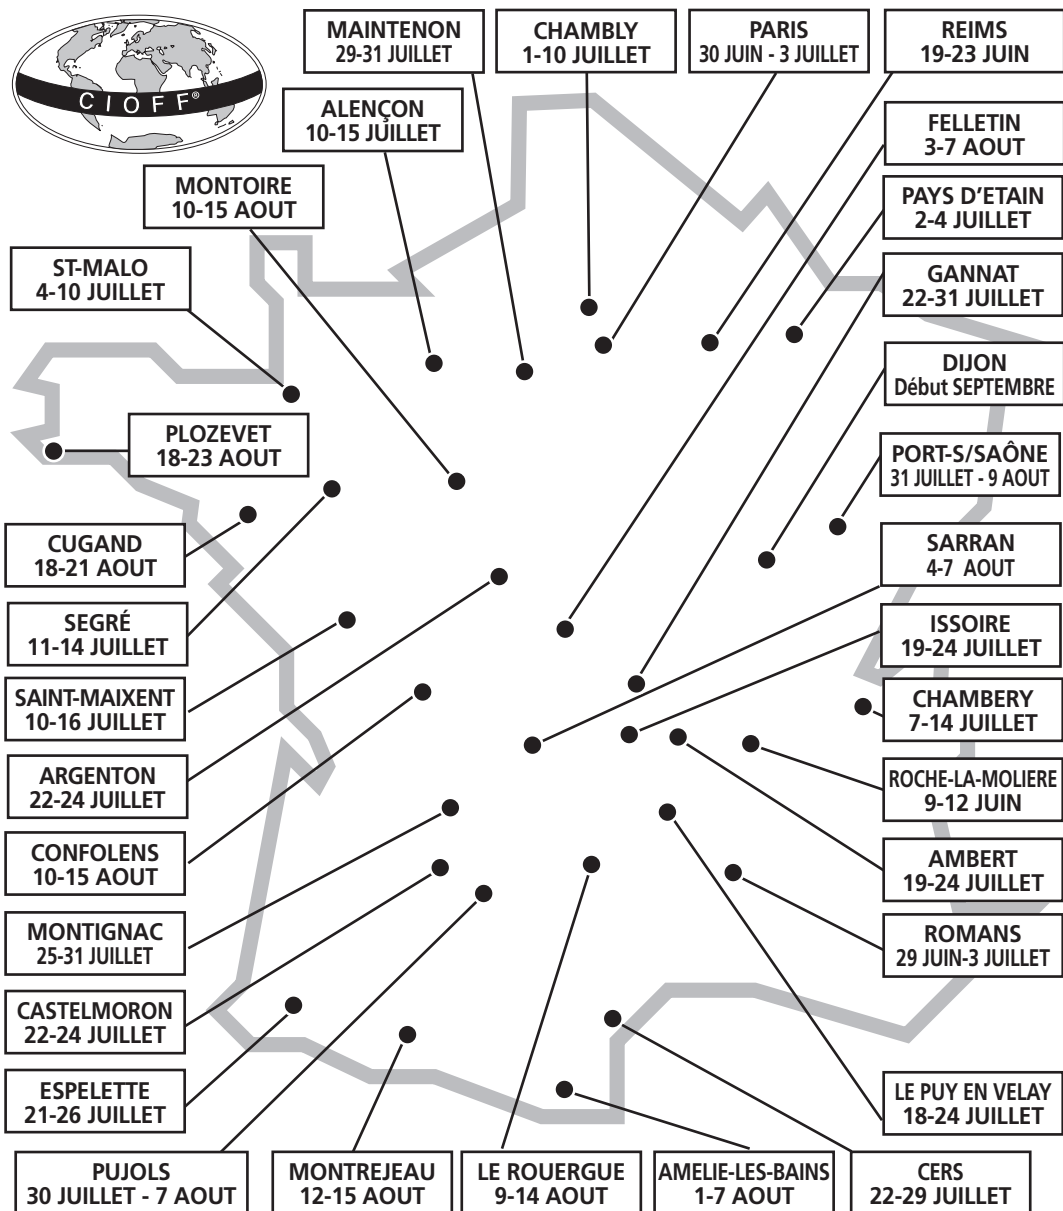 CIOFF®
MAINTENON
29-31 JUILLET
CHAMBLY
1-10 JUILLET
PARIS
30 JUIN - 3 JUILLET
REIMS
19-23 JUIN
ALENÇON
10-15 JUILLET
FELLETIN
3-7 AOUT
MONTOIRE
10-15 AOUT
PAYS D'ETAIN
2-4 JUILLET
ST-MALO
4-10 JUILLET
GANNAT
22-31 JUILLET
DIJON
Début SEPTEMBRE
PLOZEVET
18-23 AOUT
PORT-S/SAÔNE
31 JUILLET - 9 AOUT
CUGAND
18-21 AOUT
SARRAN
4-7 AOUT
SEGRÉ
11-14 JUILLET
ISSOIRE
19-24 JUILLET
SAINT-MAIXENT
10-16 JUILLET
CHAMBERY
7-14 JUILLET
ARGENTON
22-24 JUILLET
ROCHE-LA-MOLIERE
9-12 JUIN
CONFOLENS
10-15 AOUT
AMBERT
19-24 JUILLET
MONTIGNAC
25-31 JUILLET
ROMANS
29 JUIN-3 JUILLET
CASTELMORON
22-24 JUILLET
ESPELETTE
21-26 JUILLET
LE PUY EN VELAY
18-24 JUILLET
PUJOLS
30 JUILLET - 7 AOUT
MONTREJEAU
12-15 AOUT
LE ROUERGUE
9-14 AOUT
AMELIE-LES-BAINS
1-7 AOUT
CERS
22-29 JUILLET